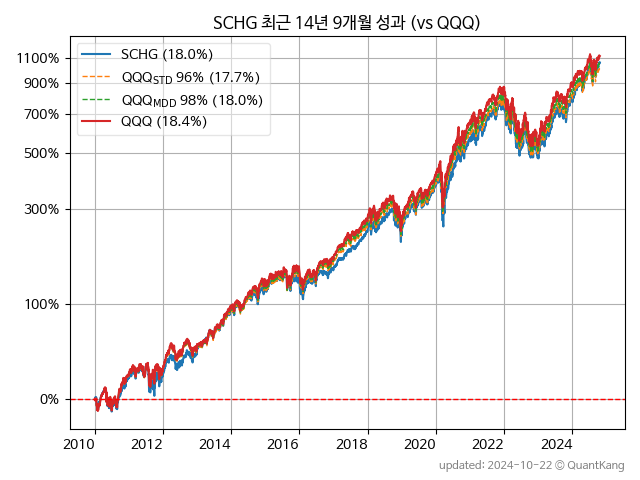 SCHG 최근 14년 9개월 성과 (vs QQQ)
SCHG (18.0%)
QQQSTD 96% (17.7%)
QQQMDD 98% (18.0%)
QQQ (18.4%)
1100%
900%
700%
500%
300%
100%
0%
2010 2012 2014 2016 2018 2020 2022 2024
updated: 2024-10-22 © QuantKang